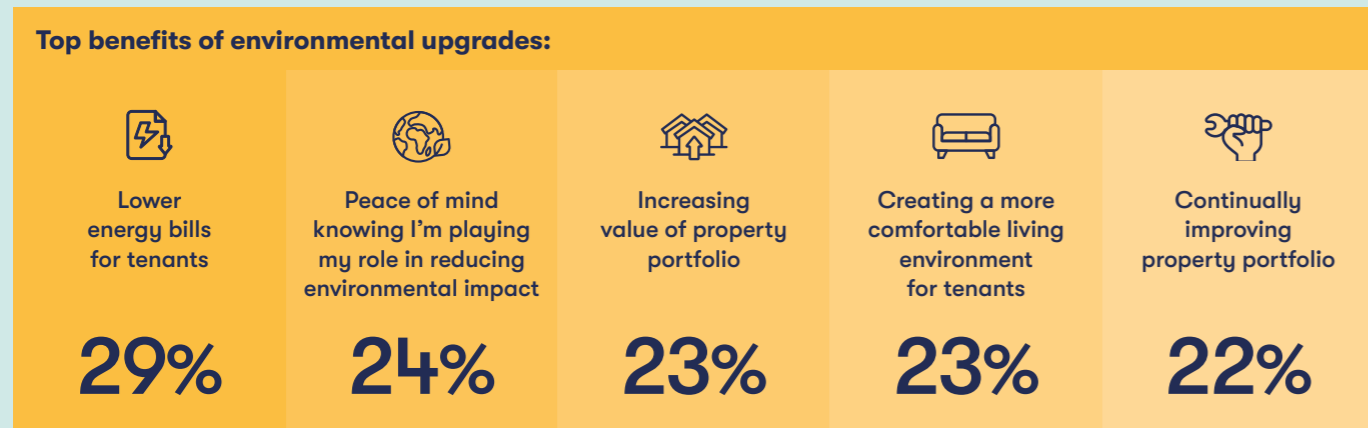 Top benefits of environmental upgrades:
Lower
energy bills
for tenants
29%
Peace of mind
knowing I’m playing
my role in reducing
environmental impact
24%
Increasing
value of property
portfolio
23%
Creating a more
comfortable living
environment
for tenants
23%
Continually
improving
property portfolio
22%